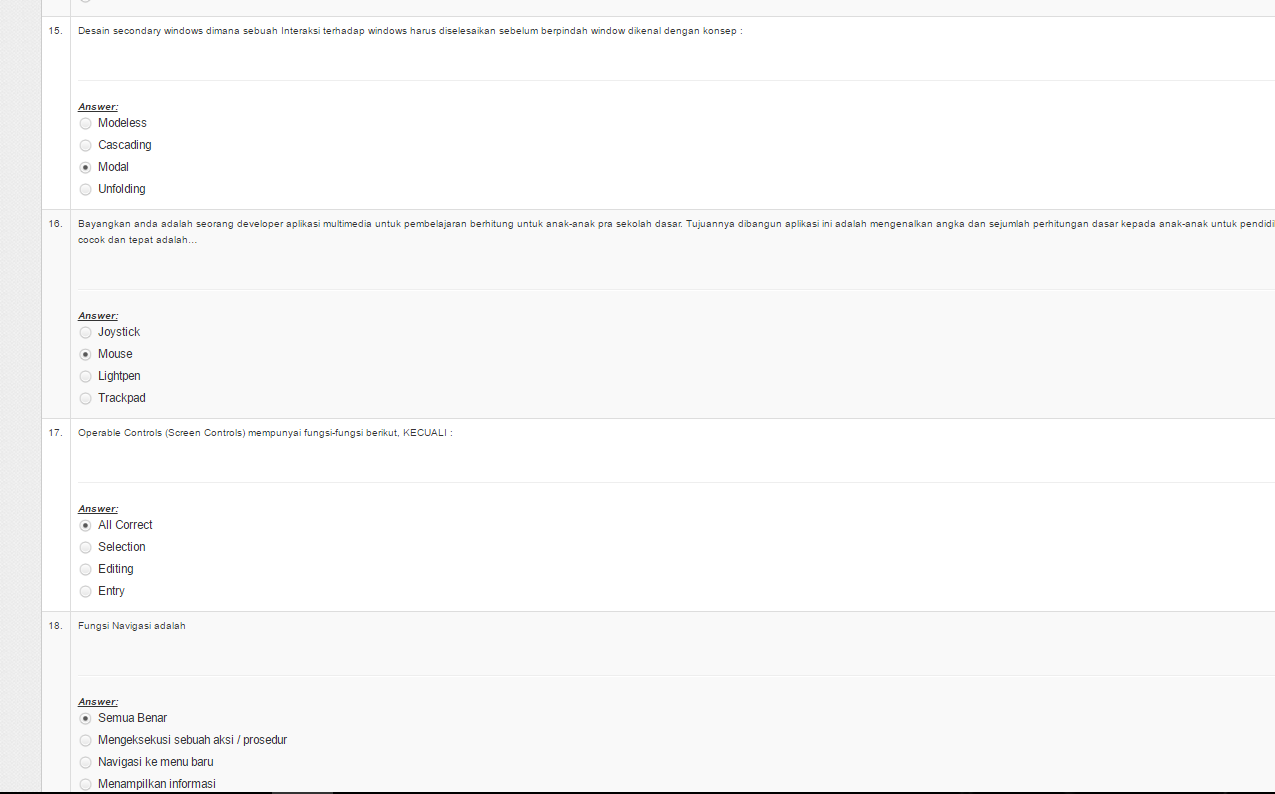 15. Desain secondary windows dimana sebuah Interaksi terhadap windows harus diselesaikan sebelum berpindah window dikenal dengan konsep :
Answer:
Modeless
Cascading
Modal
Unfolding
16. Bayangkan anda adalah seorang developer aplikasi multimedia untuk pembelajaran berhitung untuk anak-anak pra sekolah dasar. Tujuannya dibangun aplikasi ini adalah mengenalkan angka dan sejumlah perhitungan dasar kepada anak-anak untuk pendidi
cocok dan tepat adalah...
Answer:
Joystick
Mouse
Lightpen
Trackpad
17. Operable Controls (Screen Controls) mempunyai fungsi-fungsi berikut, KECUALI :
Answer:
All Correct
Selection
Editing
Entry
18. Fungsi Navigasi adalah
Answer:
Semua Benar
Mengeksekusi sebuah aksi / prosedur
Navigasi ke menu baru
Menampilkan informasi